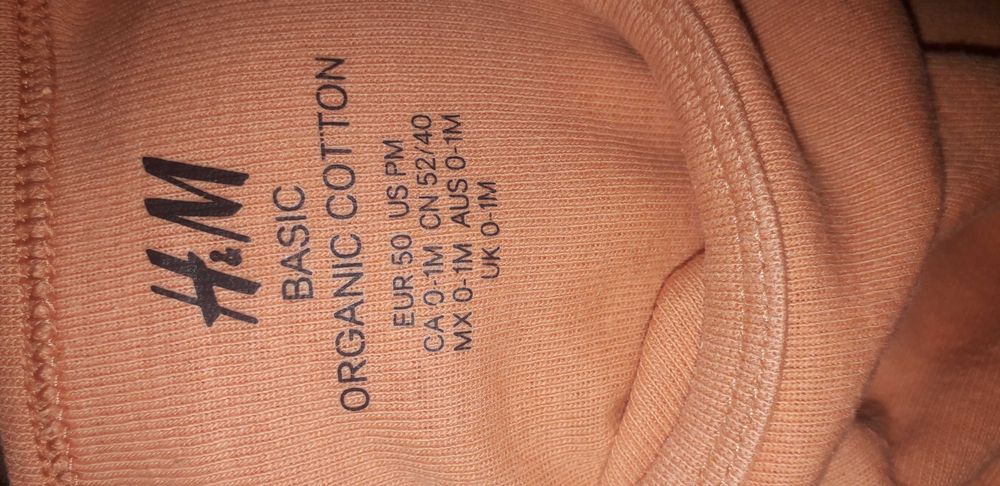 H&M
BASIC
ORGANIC COTTON
EUR 50 US PM
CA 0-1M CN 52/40
MX 0-1M AUS 0-1M
UK 0-1M